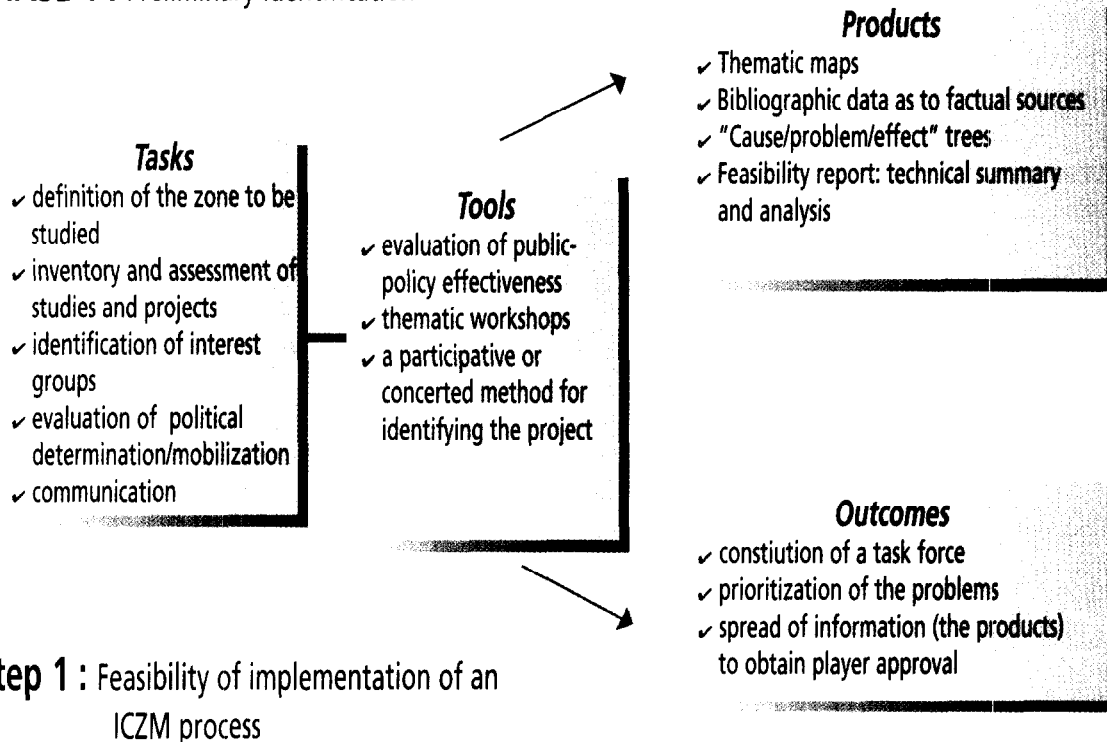 Products
✓ Thematic maps
✓ Bibliographic data as to factual sources
✓ "Cause/problem/effect" trees
✓ Feasibility report: technical summary
and analysis
Tasks
✓ definition of the zone to be
studied
✓ inventory and assessment of
studies and projects
✓ identification of interest
groups
✓ evaluation of political
determination/mobilization
✓ communication
Tools
✓ evaluation of public-
policy effectiveness
✓ thematic workshops
✓ a participative or
concerted method for
identifying the project
Outcomes
✓ constiution of a task force
✓ prioritization of the problems
✓ spread of information (the products)
to obtain player approval
tep 1 : Feasibility of implementation of an
ICZM process